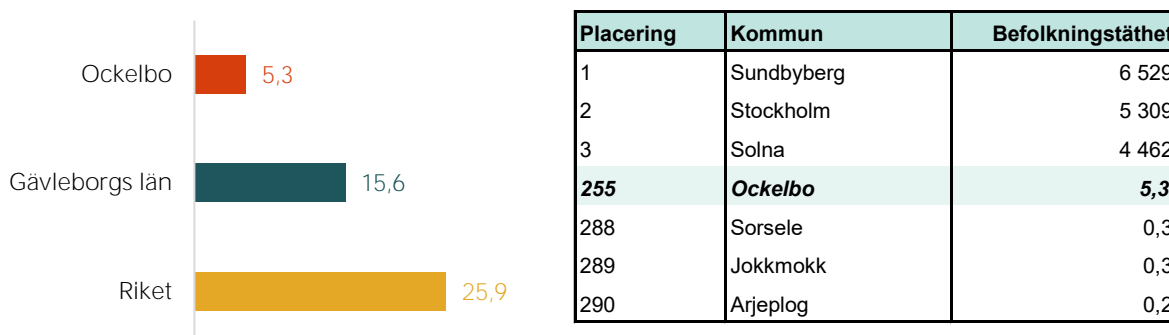 Ockelbo 5,3
Gävleborgs län 15,6
Riket 25,9
Placering Kommun Befolkningstäthet
1 Sundbyberg 6 529
2 Stockholm 5 309
3 Solna 4 462
255 Ockelbo 5,3
288 Sorsele 0,3
289 Jokkmokk 0,3
290 Arjeplog 0,2